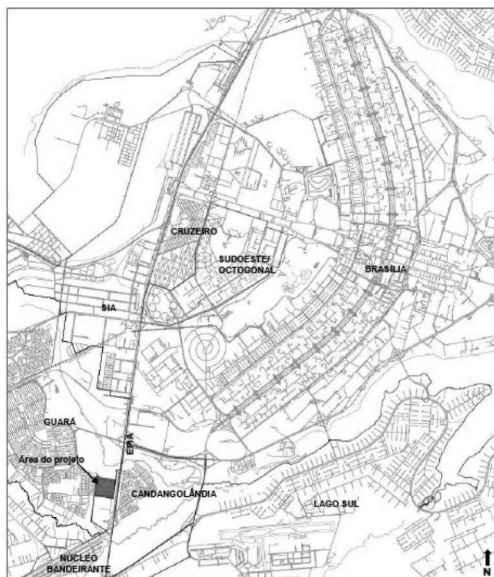 CRUZEIRO
SUDOESTE/
OCTOGONAL
BRASÍLIA
SIA
GUARÁ
EPIA
Área do projeto
CANDANGOLÂNDIA
LAGO SUL
NÚCLEO
BANDEIRANTE
N